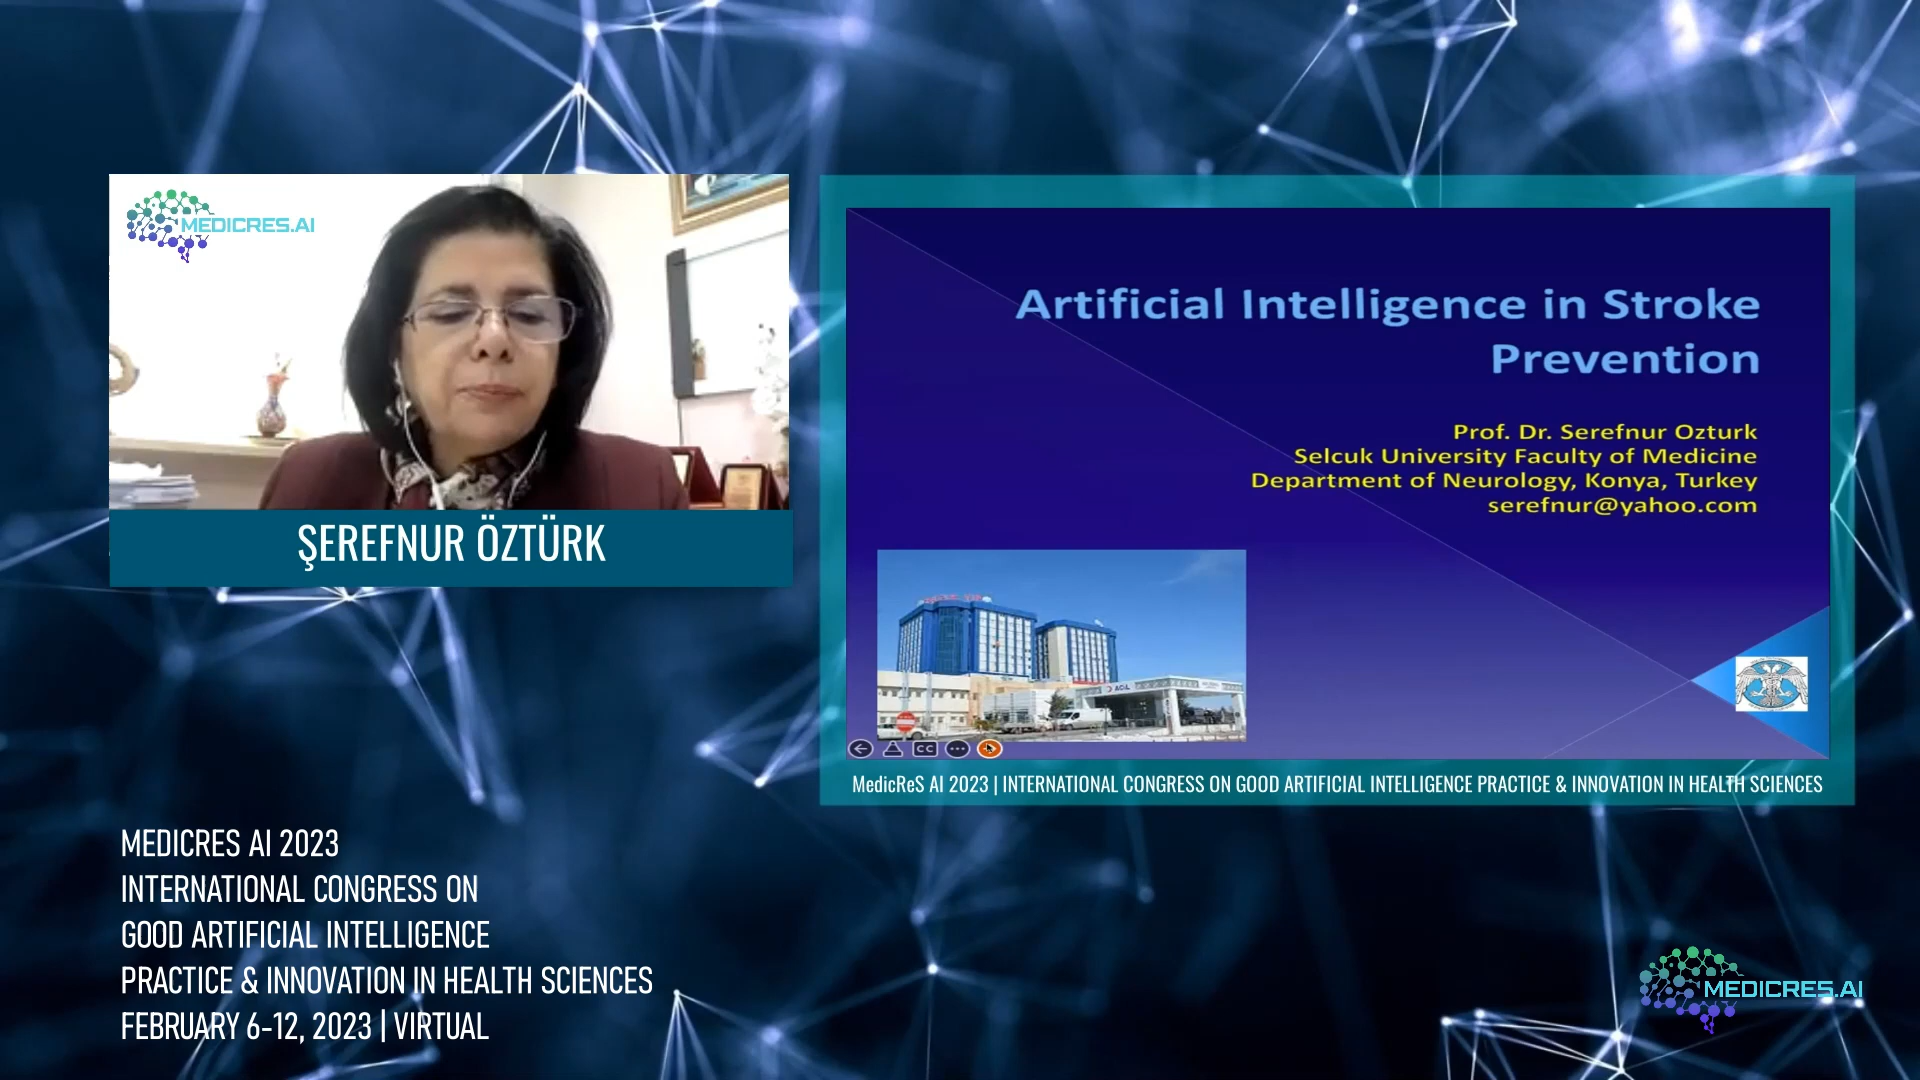 MEDICRES.AI
ŞEREFNUR ÖZTÜRK
Artificial Intelligence in Stroke
Prevention
Prof. Dr. Serefnur Ozturk
Selcuk University Faculty of Medicine
Department of Neurology, Konya, Turkey
serefnur@yahoo.com
ACİL
CC
MedicReS AI 2023 | INTERNATIONAL CONGRESS ON GOOD ARTIFICIAL INTELLIGENCE PRACTICE & INNOVATION IN HEALTH SCIENCES
MEDICRES AI 2023
INTERNATIONAL CONGRESS ON
GOOD ARTIFICIAL INTELLIGENCE
PRACTICE & INNOVATION IN HEALTH SCIENCES
FEBRUARY 6-12, 2023 | VIRTUAL
MEDICRES.AI